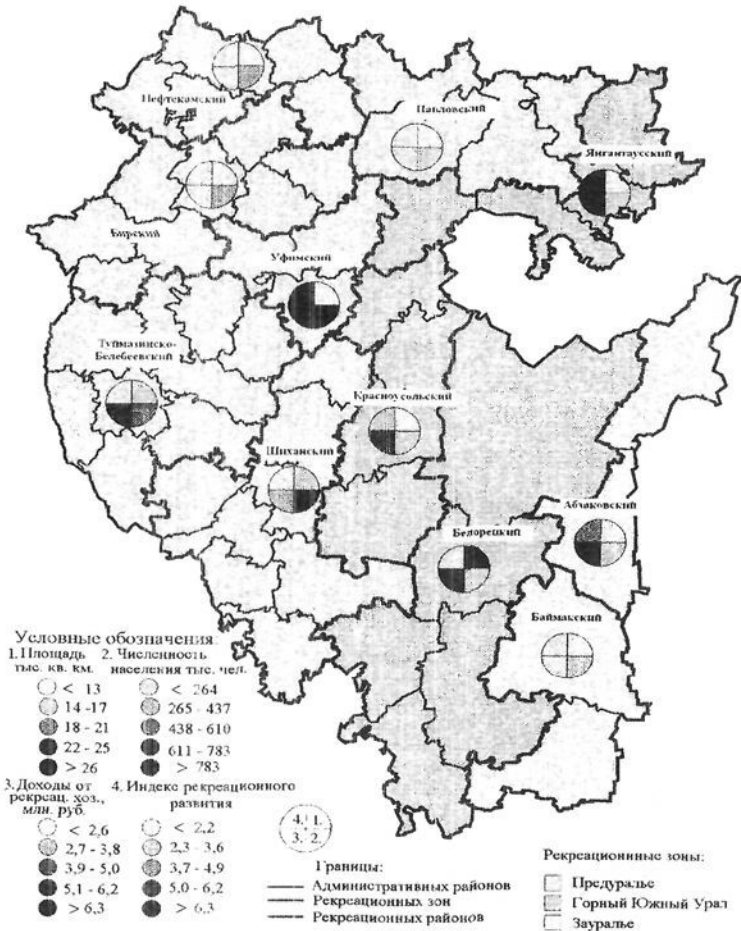 Нефтекамский
Павловский
Янгантаусский
Бирский
Уфимский
Туймазинско-
Белебеевский
Красноусольский
Шиханский
Абзаковский
Белорецкий
Баймакский
Условные обозначения:
1. Площадь
тыс. кв. км.
< 13
14 -17
18 - 21
22 - 25
> 26
2. Численность
населения тыс. чел.
< 264
265 - 437
438 - 610
611 - 783
> 783
3. Доходы от
рекреац. хоз.,
млн. руб.
< 2,6
2,7 - 3,8
3,9 - 5,0
5,1 - 6,2
> 6,3
4. Индекс рекреационного
развития
< 2,2
2,3 - 3,6
3,7 - 4,9
5,0 - 6,2
> 6,3
4. 1.
3. 2.
Границы:
Административных районов
Рекреационных зон
Рекреационных районов
Рекреационние зоны:
Предуралье
Горный Южный Урал
Зауралье